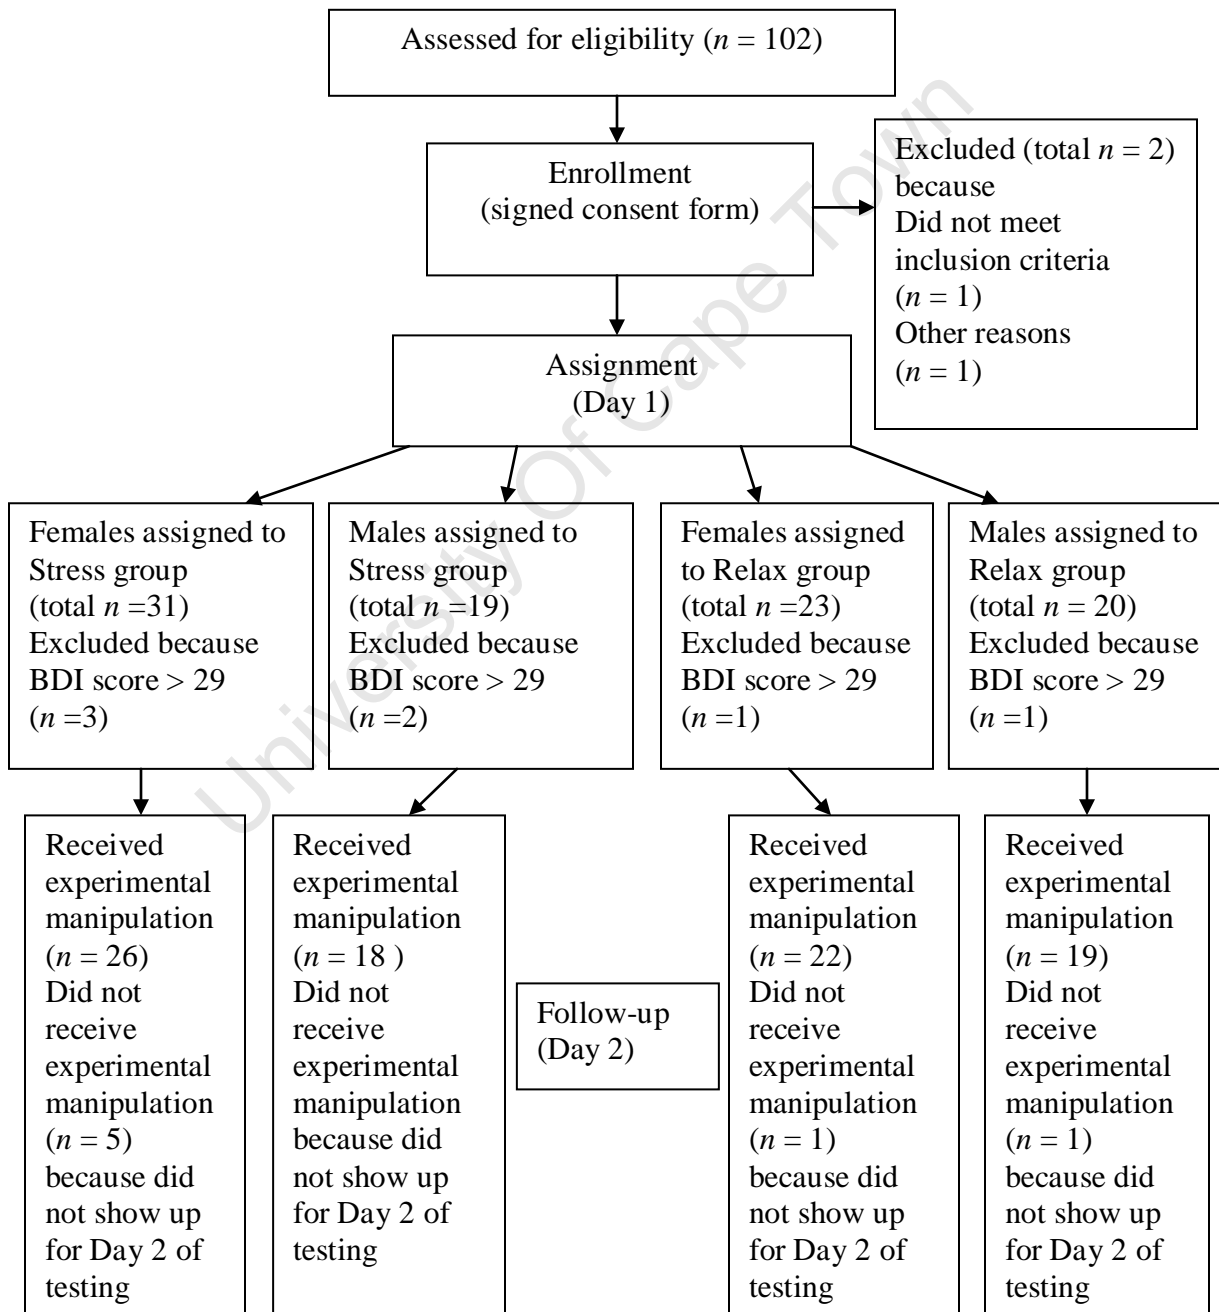 Assessed for eligibility (n = 102)
Enrollment
(signed consent form)
Excluded (total n = 2)
because
Did not meet
inclusion criteria
(n = 1)
Other reasons
(n = 1)
Assignment
(Day 1)
Females assigned to
Stress group
(total n =31)
Excluded because
BDI score > 29
(n =3)
Males assigned to
Stress group
(total n =19)
Excluded because
BDI score > 29
(n =2)
Females assigned
to Relax group
(total n =23)
Excluded because
BDI score > 29
(n =1)
Males assigned to
Relax group
(total n = 20)
Excluded because
BDI score > 29
(n =1)
Received
experimental
manipulation
(n = 26)
Did not
receive
experimental
manipulation
(n = 5)
because did
not show up
for Day 2 of
testing
Received
experimental
manipulation
(n = 18 )
Did not
receive
experimental
manipulation
because did
not show up
for Day 2 of
testing
Follow-up
(Day 2)
Received
experimental
manipulation
(n = 22)
Did not
receive
experimental
manipulation
(n = 1)
because did
not show up
for Day 2 of
testing
Received
experimental
manipulation
(n = 19)
Did not
receive
experimental
manipulation
(n = 1)
because did
not show up
for Day 2 of
testing
University Of Cape Town